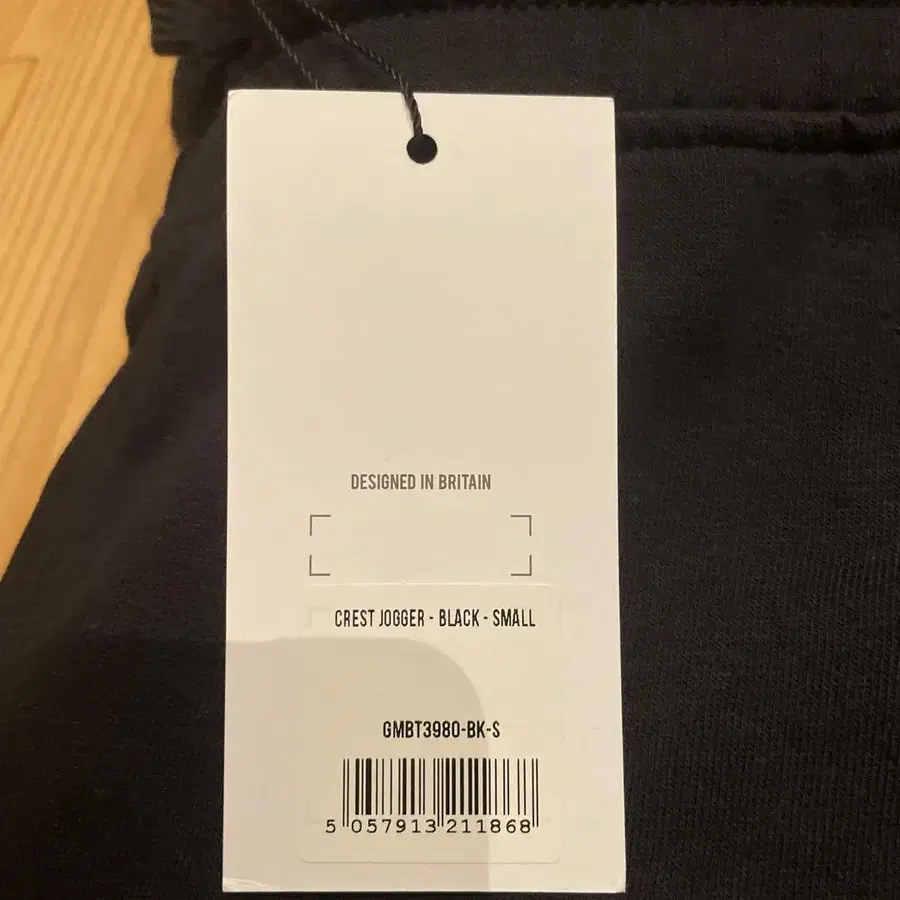 DESIGNED IN BRITAIN
CREST JOGGER - BLACK - SMALL
GMBT3980-BK-S
5 057913 211868